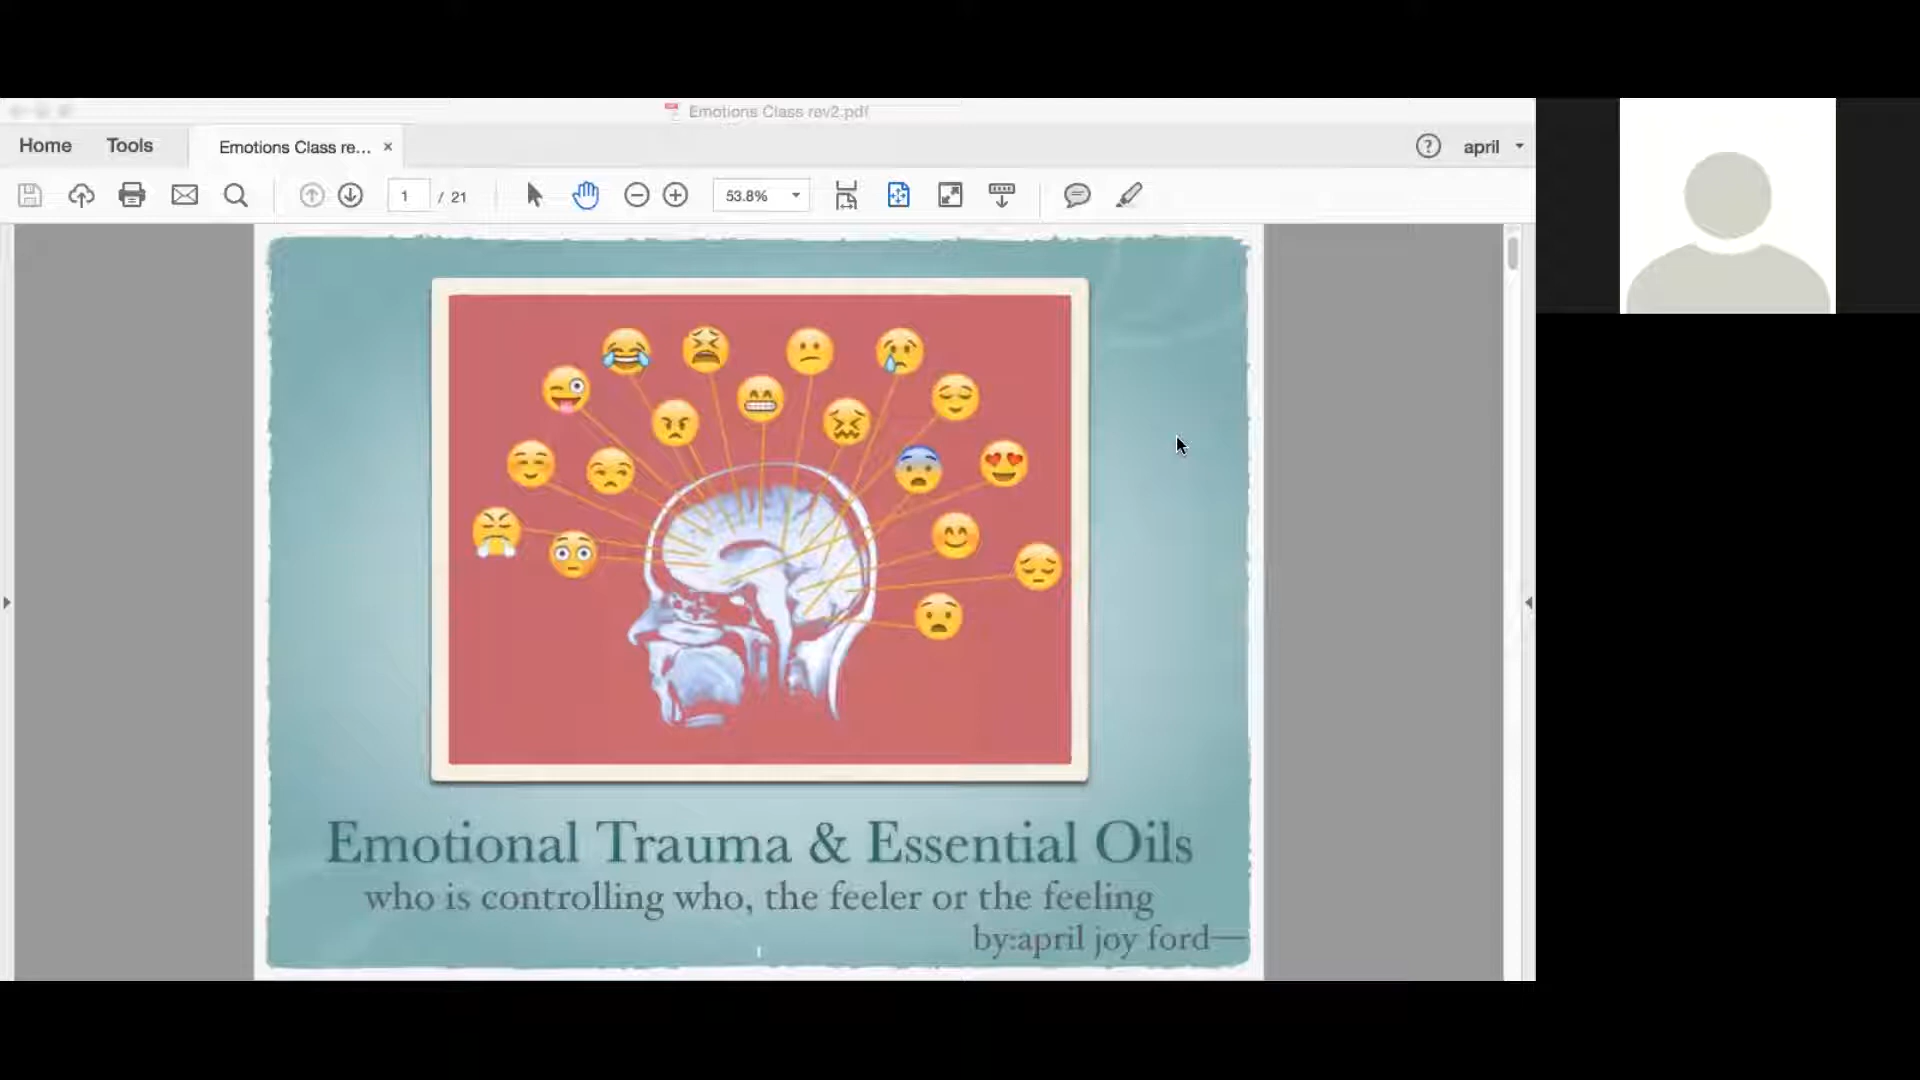 Emotions Class rev2.pdf
Home Tools Emotions Class re... × ? april
1 / 21 53.8%
Emotional Trauma & Essential Oils
who is controlling who, the feeler or the feeling
by:april joy ford—
1